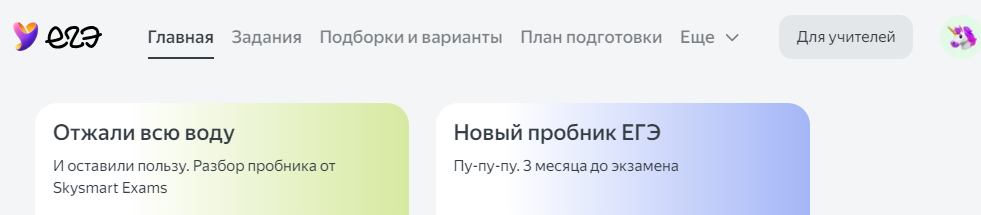 егэ
Главная Задания Подборки и варианты План подготовки Еще Для учителей
Отжали всю воду
И оставили пользу. Разбор пробника от
Skysmart Exams
Новый пробник ЕГЭ
Пу-пу-пу. 3 месяца до экзамена